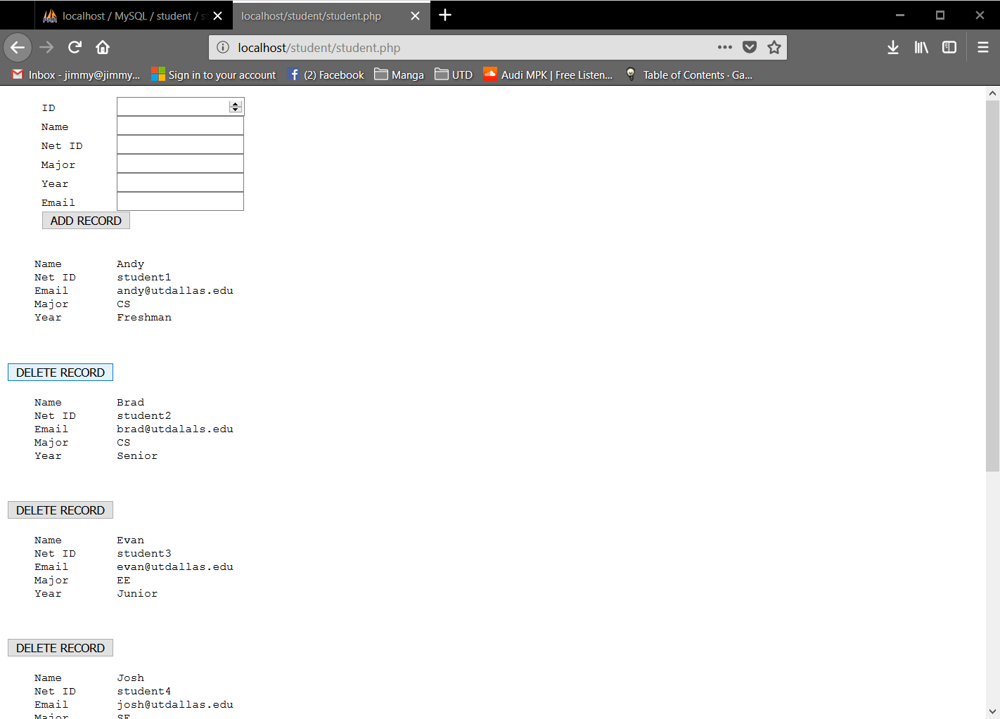 localhost / MySQL / student / s
localhost/student/student.php
localhost/student/student.php
Inbox - jimmy@jimmy... Sign in to your account (2) Facebook Manga UTD Audi MPK | Free Listen... Table of Contents · Ga...
ID
Name
Net ID
Major
Year
Email
ADD RECORD
Name Andy
Net ID student1
Email andy@utdallas.edu
Major CS
Year Freshman
DELETE RECORD
Name Brad
Net ID student2
Email brad@utdalals.edu
Major CS
Year Senior
DELETE RECORD
Name Evan
Net ID student3
Email evan@utdallas.edu
Major EE
Year Junior
DELETE RECORD
Name Josh
Net ID student4
Email josh@utdallas.edu
Major SE